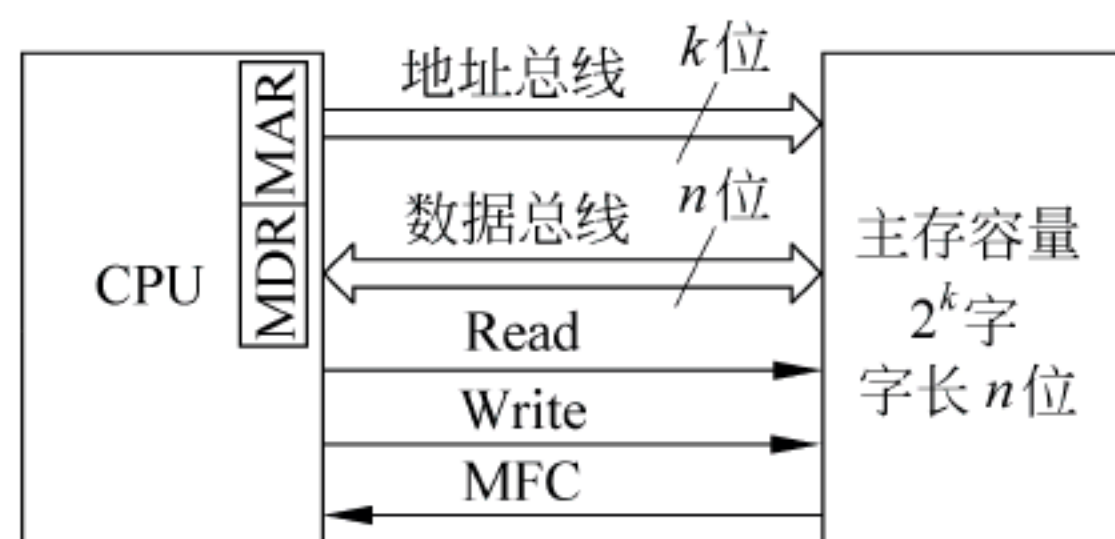 地址总线
k位
MAR
数据总线
n位
MDR
CPU
Read
Write
MFC
主存容量
2^k字
字长 n位